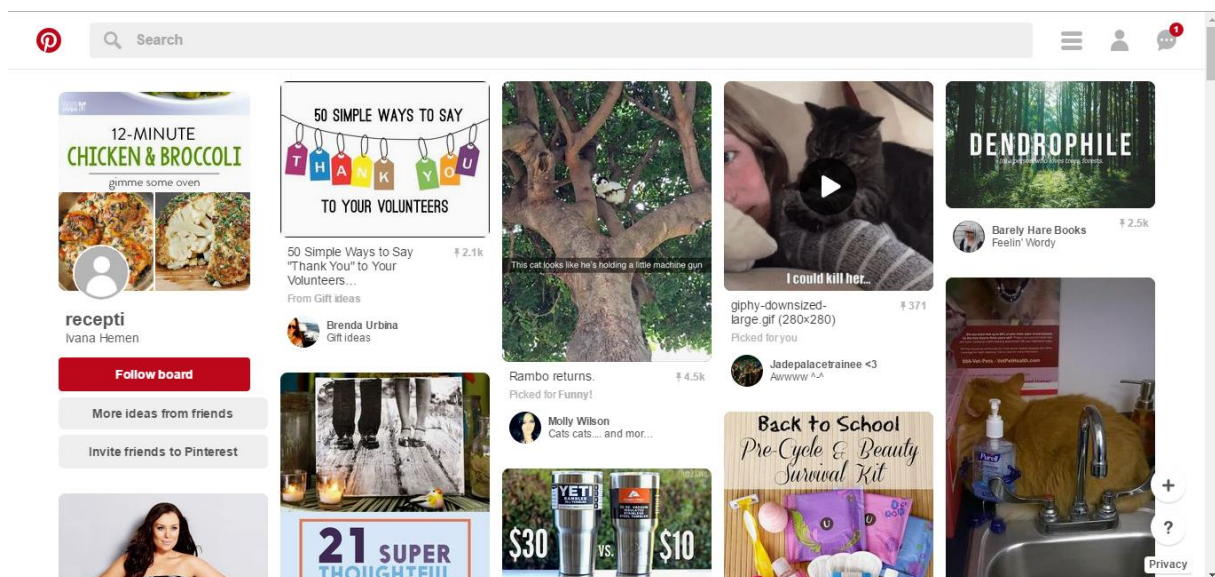 Search
1
12-MINUTE
CHICKEN & BROCCOLI
gimme some oven
recepti
Ivana Hemen
Follow board
More ideas from friends
Invite friends to Pinterest
50 SIMPLE WAYS TO SAY
THANK YOU
TO YOUR VOLUNTEERS
50 Simple Ways to Say
"Thank You" to Your
Volunteers...
2.1k
From Gift ideas
Brenda Urbina
Gift ideas
21 SUPER
THOUGHTFUL
This cat looks like he's holding a little machine gun
Rambo returns.
4.5k
Picked for Funny!
Molly Wilson
Cats cats.... and mor...
YETI
$30
VS.
$10
I could kill her...
giphy-downsized-
large.gif (280×280)
371
Picked for you
Jadepalacetrainee <3
Awwww ^-^
Back to School
Pre-Cycle & Beauty
Survival Kit
DENDROPHILE
Barely Hare Books
Feelin' Wordy
2.5k
Purell
+
?
Privacy